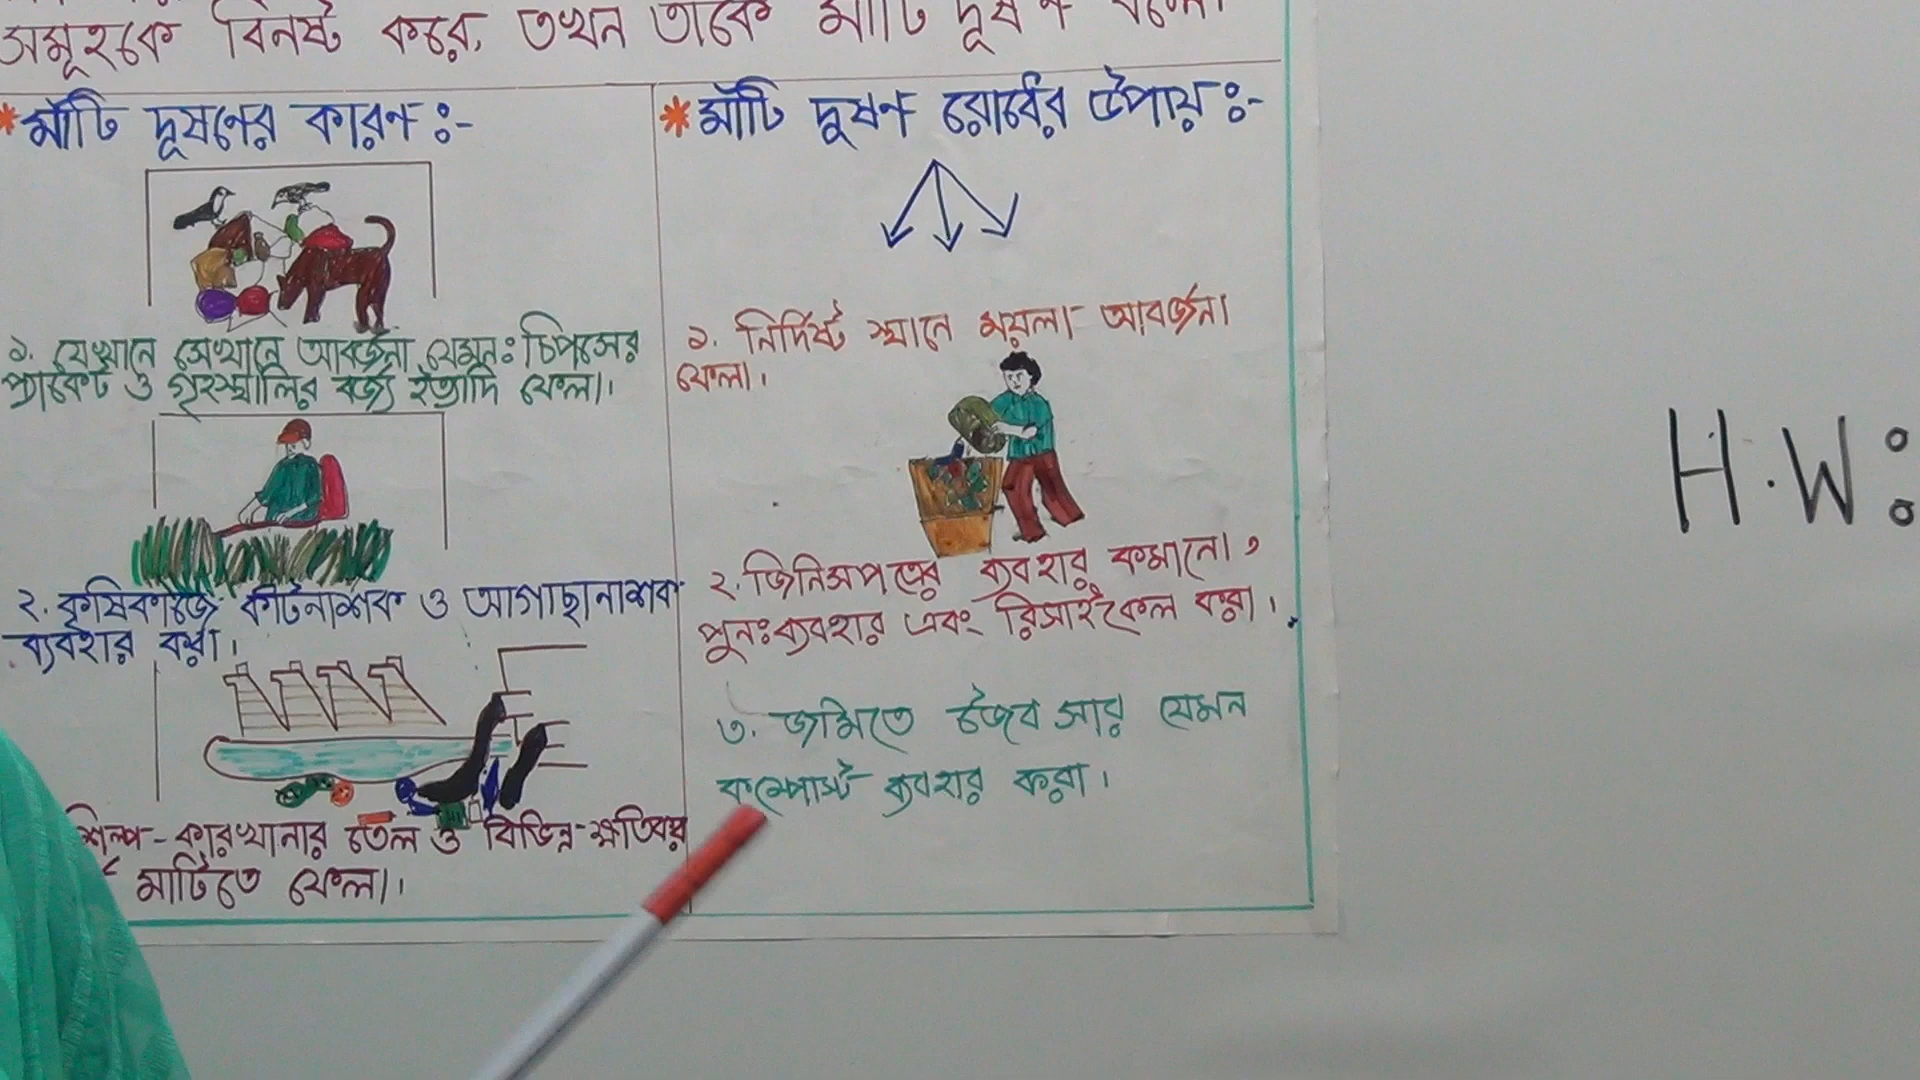 সমূহকে বিনষ্ট করে, তখন তাকে মাটি দূষণ বলে।
*মাটি দূষণের কারণ:-
১. যেখানে সেখানে আবর্জনা যেমন: চিপসের
প্যাকেট ও গৃহস্থালির বর্জ্য ইত্যাদি ফেলা।
২. কৃষিকাজে কীটনাশক ও আগাছানাশক
ব্যবহার করা।
শিল্প-কারখানার তেল ও বিভিন্ন ক্ষতিকর
মাটিতে ফেলা।
*মাটি দূষণ রোধের উপায়:-
১. নির্দিষ্ট স্থানে ময়লা আবর্জনা
ফেলা।
২. জিনিসপত্রের ব্যবহার কমানো,
পুনঃব্যবহার এবং রিসাইকেল করা।
৩. জমিতে জৈব সার যেমন
কম্পোস্ট ব্যবহার করা।
H.W: